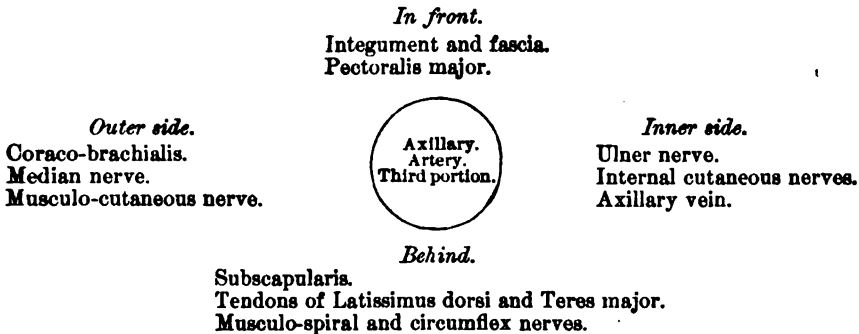 In front.
Integument and fascia.
Pectoralis major.
Outer side.
Coraco-brachialis.
Median nerve.
Musculo-cutaneous nerve.
Axillary.
Artery.
Third portion.
Inner side.
Ulner nerve.
Internal cutaneous nerves.
Axillary vein.
Behind.
Subscapularis.
Tendons of Latissimus dorsi and Teres major.
Musculo-spiral and circumflex nerves.